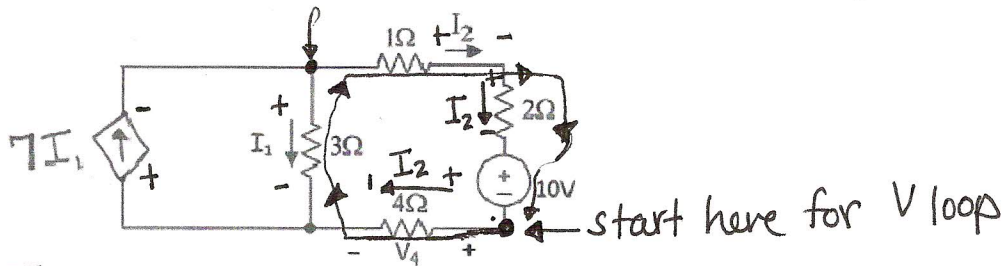 1Ω + I2 -
- + + I2 2Ω
7I1 I1 3Ω -
+ - I2 + + - 10V
4Ω start here for V loop
- V4 +